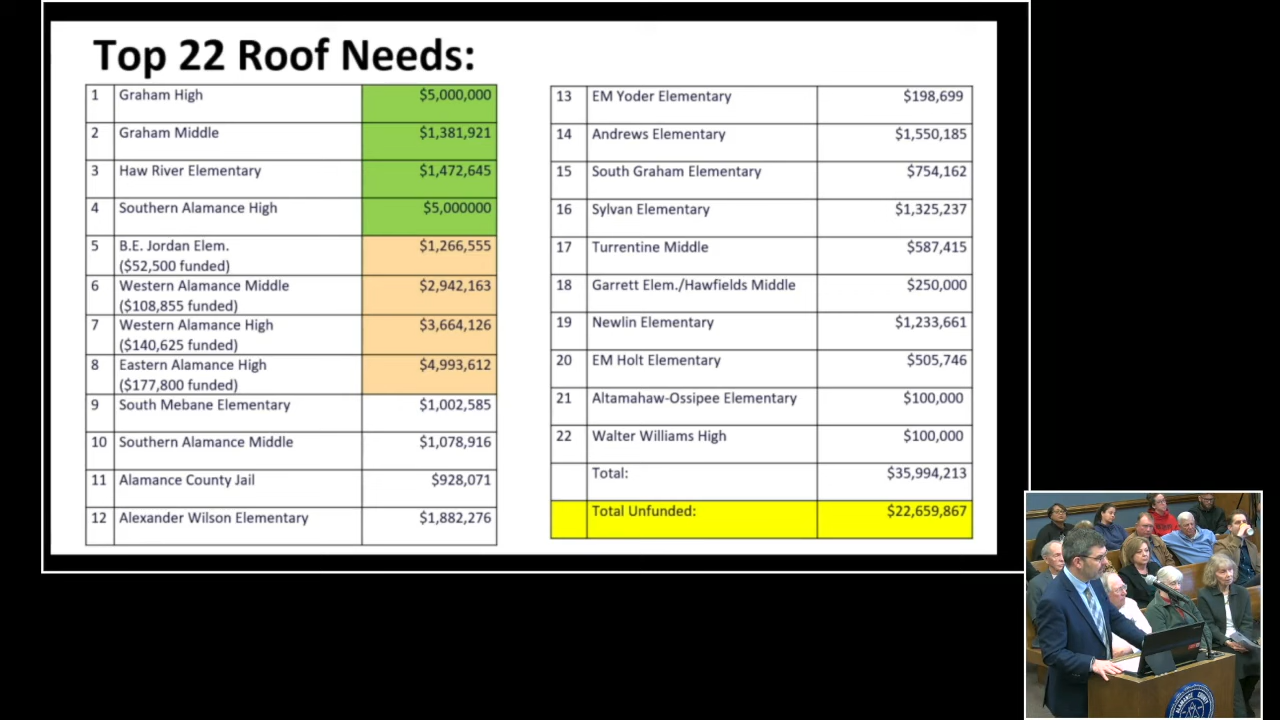 Top 22 Roof Needs:
1 Graham High $5,000,000
2 Graham Middle $1,381,921
3 Haw River Elementary $1,472,645
4 Southern Alamance High $5,000000
5 B.E. Jordan Elem. $1,266,555
($52,500 funded)
6 Western Alamance Middle $2,942,163
($108,855 funded)
7 Western Alamance High $3,664,126
($140,625 funded)
8 Eastern Alamance High $4,993,612
($177,800 funded)
9 South Mebane Elementary $1,002,585
10 Southern Alamance Middle $1,078,916
11 Alamance County Jail $928,071
12 Alexander Wilson Elementary $1,882,276
13 EM Yoder Elementary $198,699
14 Andrews Elementary $1,550,185
15 South Graham Elementary $754,162
16 Sylvan Elementary $1,325,237
17 Turrentine Middle $587,415
18 Garrett Elem./Hawfields Middle $250,000
19 Newlin Elementary $1,233,661
20 EM Holt Elementary $505,746
21 Altamahaw-Ossipee Elementary $100,000
22 Walter Williams High $100,000
Total: $35,994,213
Total Unfunded: $22,659,867
ALAMANCE COUNTY